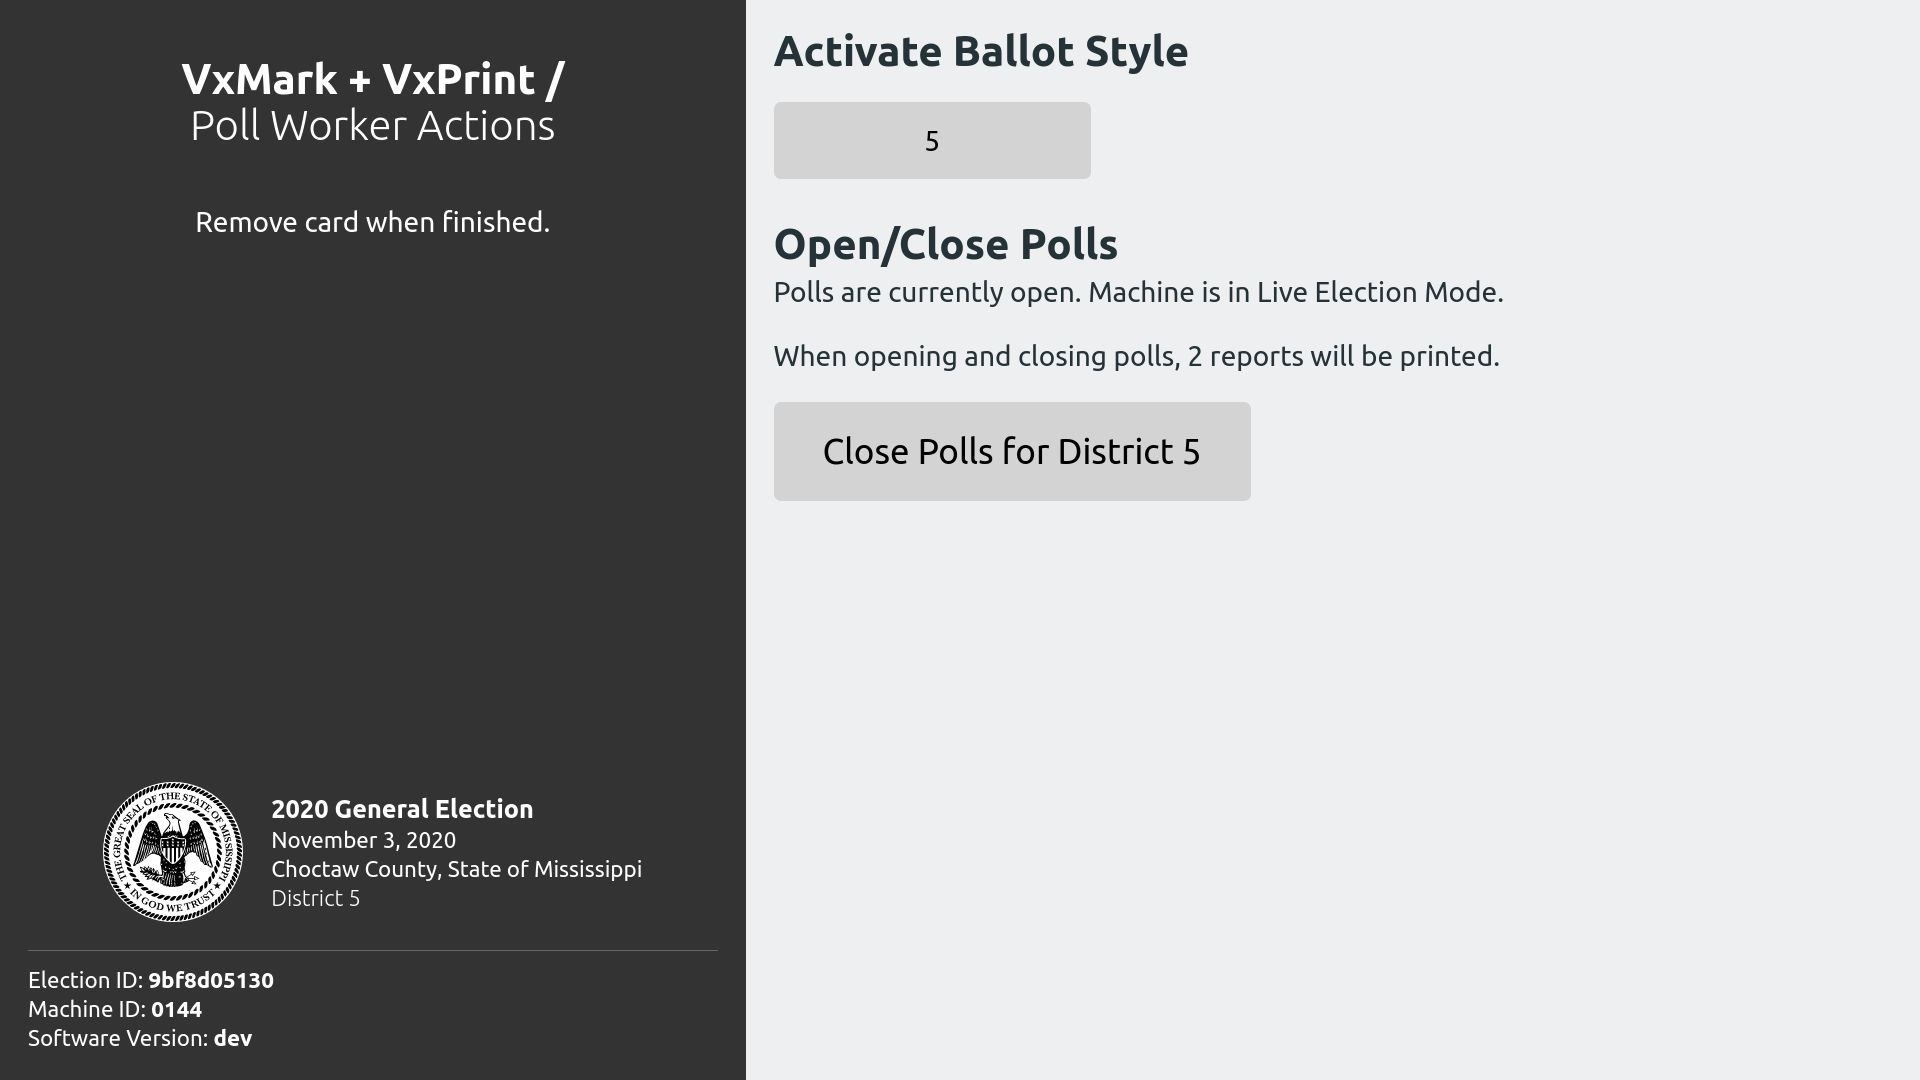 VxMark + VxPrint /
Poll Worker Actions
Remove card when finished.
THE GREAT SEAL OF THE STATE OF MISSISSIPPI
★ IN GOD WE TRUST ★
2020 General Election
November 3, 2020
Choctaw County, State of Mississippi
District 5
Election ID: 9bf8d05130
Machine ID: 0144
Software Version: dev
Activate Ballot Style
5
Open/Close Polls
Polls are currently open. Machine is in Live Election Mode.
When opening and closing polls, 2 reports will be printed.
Close Polls for District 5